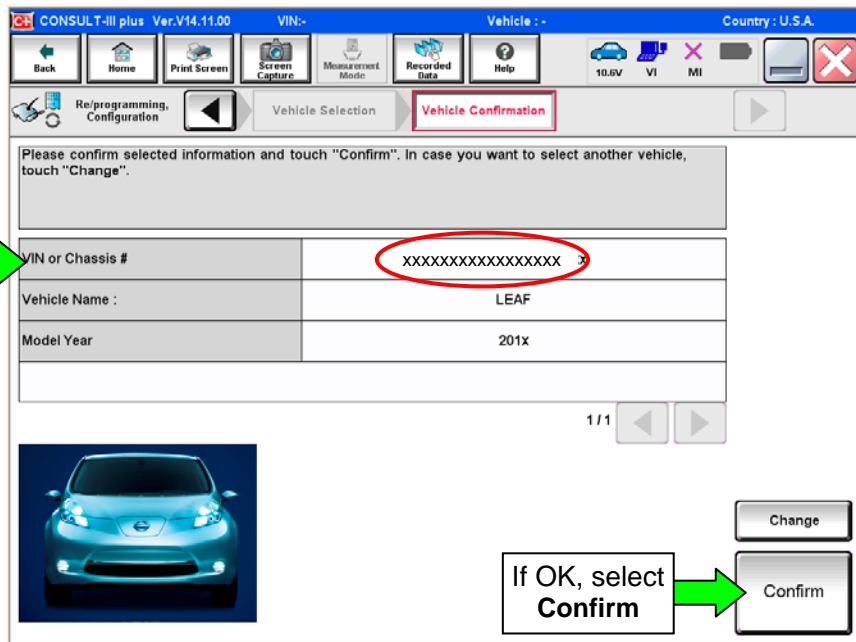 CONSULT-III plus Ver.V14.11.00 VIN:- Vehicle : - Country : U.S.A.
Back
Home
Print Screen
Screen
Capture
Measurement
Mode
Recorded
Data
Help
10.6V
VI
MI
Re/programming,
Configuration
Vehicle Selection
Vehicle Confirmation
Please confirm selected information and touch "Confirm". In case you want to select another vehicle,
touch "Change".
VIN or Chassis # xxxxxxxxxxxxxxxxx x
Vehicle Name : LEAF
Model Year 201x
1/1
Change
If OK, select
Confirm
Confirm